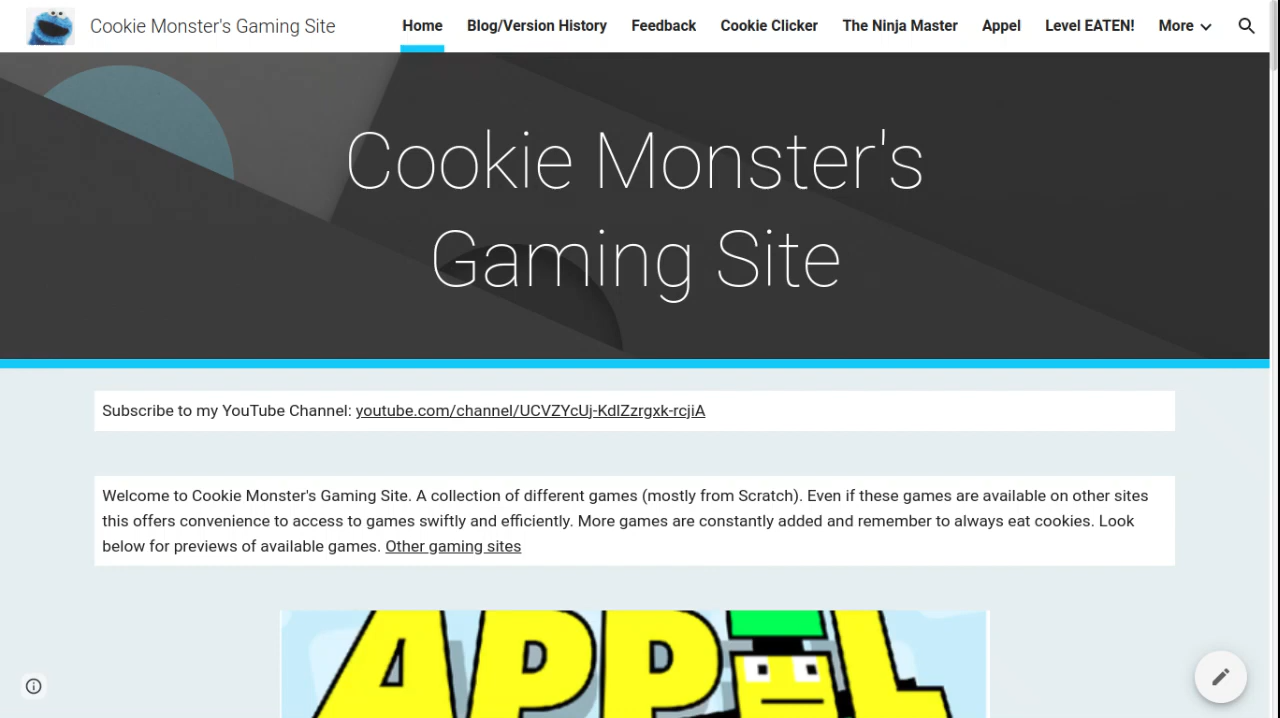 Cookie Monster's Gaming Site
Home
Blog/Version History
Feedback
Cookie Clicker
The Ninja Master
Appel
Level EATEN!
More
Cookie Monster's
Gaming Site
Subscribe to my YouTube Channel: youtube.com/channel/UCVZYcUj-KdlZzrgxk-rcjiA
Welcome to Cookie Monster's Gaming Site. A collection of different games (mostly from Scratch). Even if these games are available on other sites
this offers convenience to access to games swiftly and efficiently. More games are constantly added and remember to always eat cookies. Look
below for previews of available games. Other gaming sites
APPEL